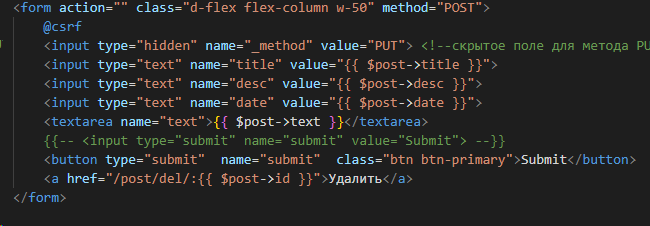 <form action="" class="d-flex flex-column w-50" method="POST">
@csrf
<input type="hidden" name="_method" value="PUT"> <!--скрытое поле для метода PU
<input type="text" name="title" value="{{ $post->title }}">
<input type="text" name="desc" value="{{ $post->desc }}">
<input type="text" name="date" value="{{ $post->date }}">
<textarea name="text">{{ $post->text }}</textarea>
{{-- <input type="submit" name="submit" value="Submit"> --}}
<button type="submit"  name="submit"  class="btn btn-primary">Submit</button>
<a href="/post/del/:{{ $post->id }}">Удалить</a>
</form>